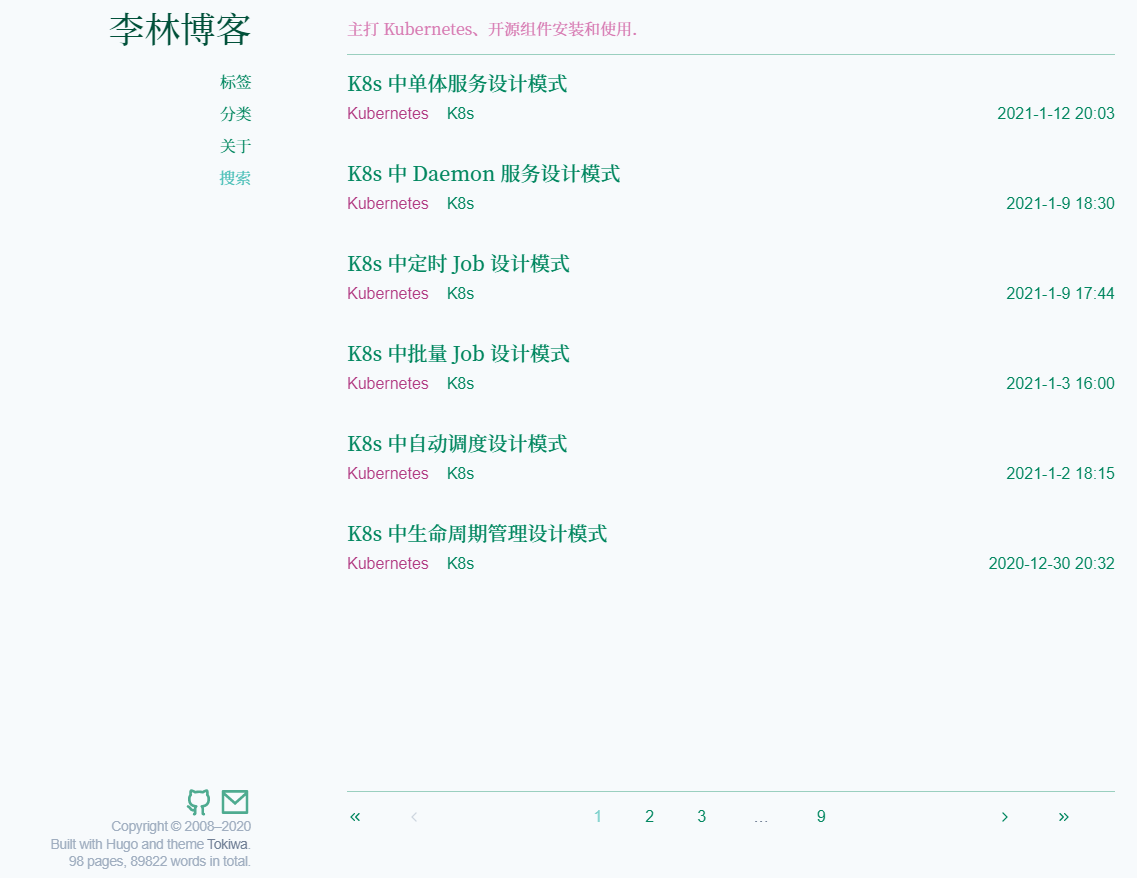 李林博客
标签
分类
关于
搜索
主打 Kubernetes、开源组件安装和使用.
K8s 中单体服务设计模式
Kubernetes K8s 2021-1-12 20:03
K8s 中 Daemon 服务设计模式
Kubernetes K8s 2021-1-9 18:30
K8s 中定时 Job 设计模式
Kubernetes K8s 2021-1-9 17:44
K8s 中批量 Job 设计模式
Kubernetes K8s 2021-1-3 16:00
K8s 中自动调度设计模式
Kubernetes K8s 2021-1-2 18:15
K8s 中生命周期管理设计模式
Kubernetes K8s 2020-12-30 20:32
« ‹ 1 2 3 … 9 › »
Copyright © 2008–2020
Built with Hugo and theme Tokiwa.
98 pages, 89822 words in total.